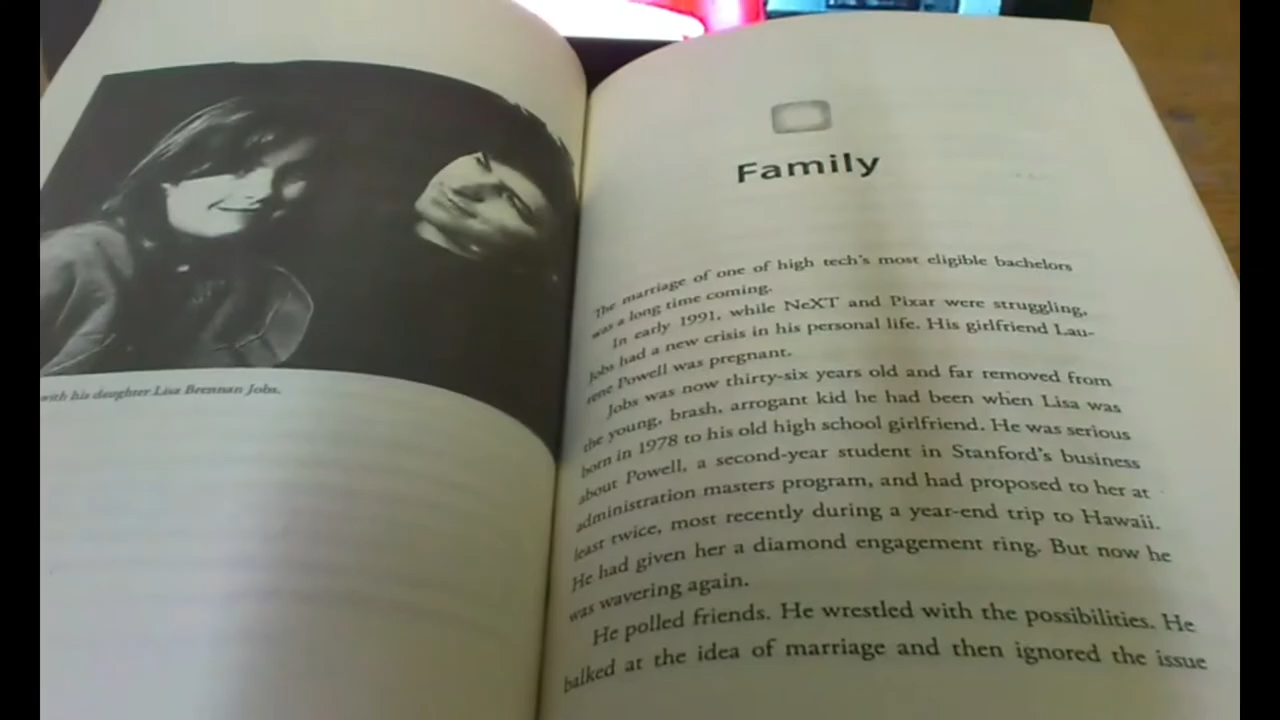 with his daughter Lisa Brennan Jobs.
Family
The marriage of one of high tech's most eligible bachelors
was a long time coming.
In early 1991, while NeXT and Pixar were struggling,
Jobs had a new crisis in his personal life. His girlfriend Lau-
rene Powell was pregnant.
Jobs was now thirty-six years old and far removed from
the young, brash, arrogant kid he had been when Lisa was
born in 1978 to his old high school girlfriend. He was serious
about Powell, a second-year student in Stanford's business
administration masters program, and had proposed to her at
least twice, most recently during a year-end trip to Hawaii.
He had given her a diamond engagement ring. But now he
was wavering again.
He polled friends. He wrestled with the possibilities. He
balked at the idea of marriage and then ignored the issue